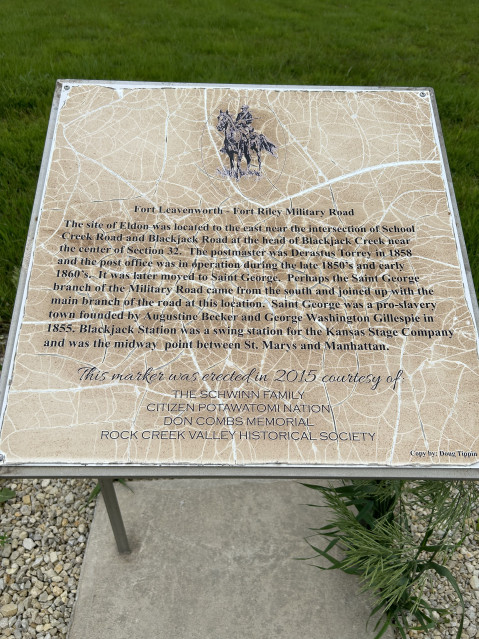 Fort Leavenworth - Fort Riley Military Road
The site of Eldon was located to the east near the intersection of School
Creek Road and Blackjack Road at the head of Blackjack Creek near
the center of Section 32. The postmaster was Derastus Torrey in 1858
and the post office was in operation during the late 1850's and early
1860's. It was later moved to Saint George. Perhaps the Saint George
branch of the Military Road came from the south and joined up with the
main branch of the road at this location. Saint George was a pro-slavery
town founded by Augustine Becker and George Washington Gillespie in
1855. Blackjack Station was a swing station for the Kansas Stage Company
and was the midway point between St. Marys and Manhattan.
This marker was erected in 2015 courtesy of:
THE SCHWINN FAMILY
CITIZEN POTAWATOMI NATION
DON COMBS MEMORIAL
ROCK CREEK VALLEY HISTORICAL SOCIETY
Copy by: Doug Tippin